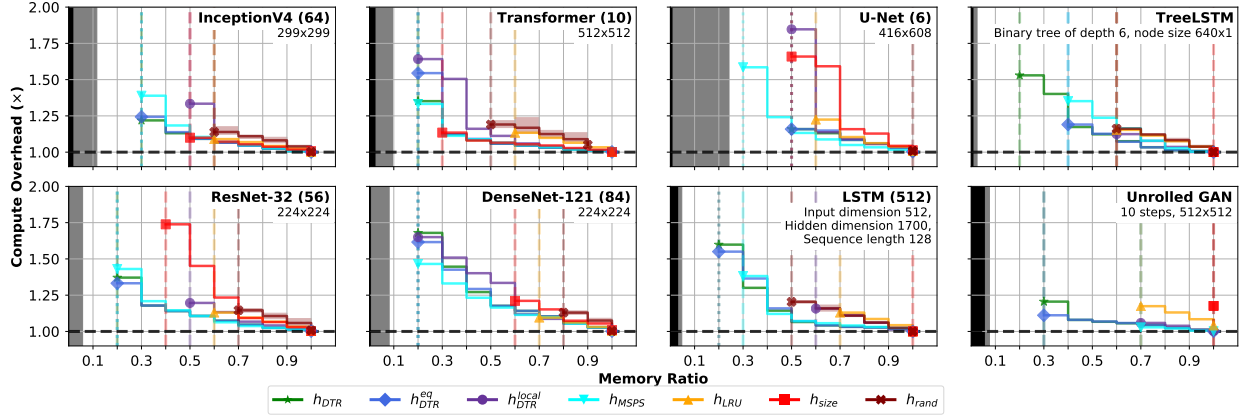 2.00
1.75
1.50
1.25
1.00
InceptionV4 (64)
299x299
Transformer (10)
512x512
U-Net (6)
416x608
TreeLSTM
Binary tree of depth 6, node size 640x1
Compute Overhead (×)
2.00
1.75
1.50
1.25
1.00
ResNet-32 (56)
224x224
DenseNet-121 (84)
224x224
LSTM (512)
Input dimension 512,
Hidden dimension 1700,
Sequence length 128
Unrolled GAN
10 steps, 512x512
0.1 0.3 0.5 0.7 0.9
0.1 0.3 0.5 0.7 0.9
0.1 0.3 0.5 0.7 0.9
0.1 0.3 0.5 0.7 0.9
Memory Ratio
h_DTR h_DTR^eq h_DTR^local h_MSPS h_LRU h_size h_rand